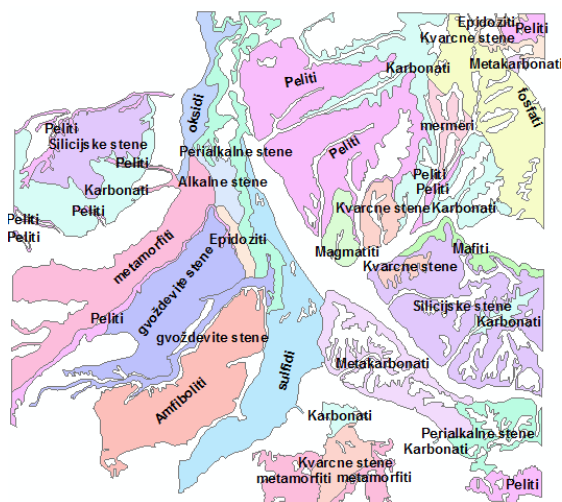 Epidoziti
Kvarcne stene
Peliti
Metakarbonati
Karbonati
Peliti
fosfati
oksidi
mermeri
Peliti
Silicijske stene
Peliti
Perialkalne stene
Peliti
Alkalne stene
Peliti
Peliti
Karbonati
Kvarcne stene
Karbonati
Peliti
Peliti
Peliti
Epidoziti
metamorfiti
Magmatiti
Mafiti
Kvarcne stene
gvoždevite stene
Silicijske stene
Karbonati
Peliti
gvoždevite stene
Metakarbonati
sulfidi
Amfiboliti
Karbonati
Perialkalne stene
Karbonati
Kvarcne stene
metamorfiti
metamorfiti
Peliti